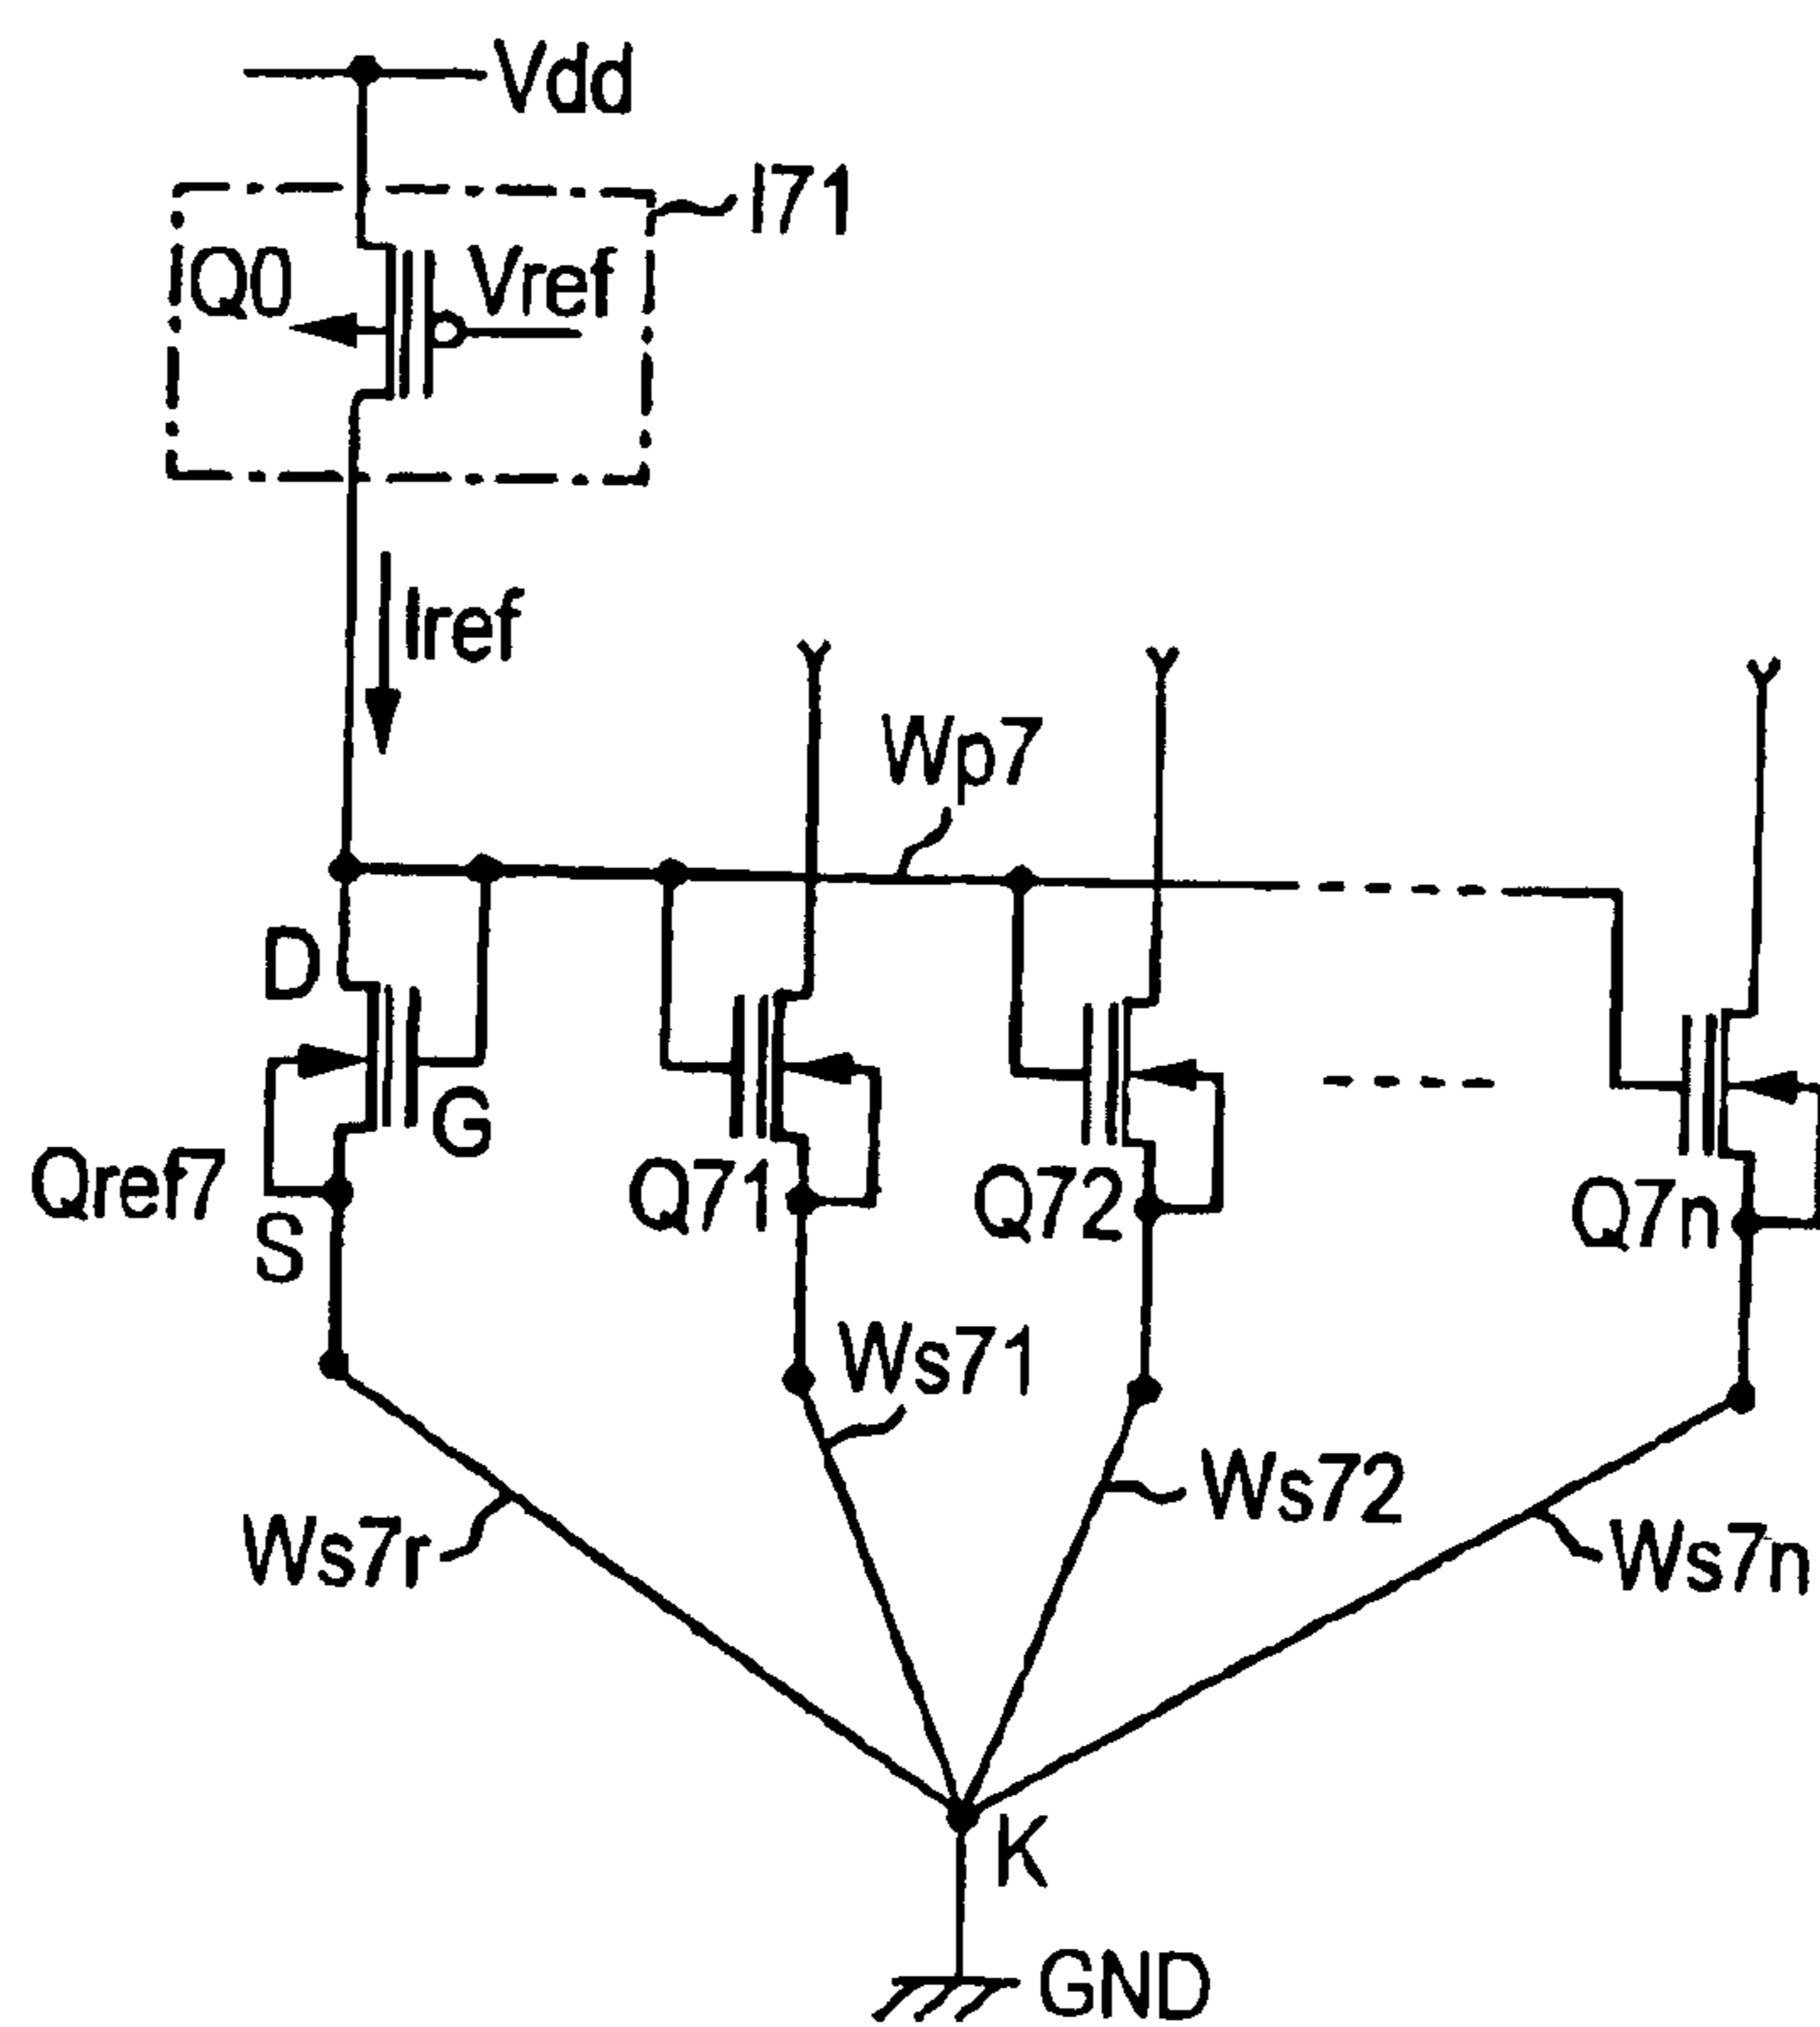 Vdd
I71
Q0
Vref
Iref
Wp7
D
G
Qref7
S
Q71
Q72
Q7n
Ws71
Ws72
Ws7r
Ws7n
K
GND